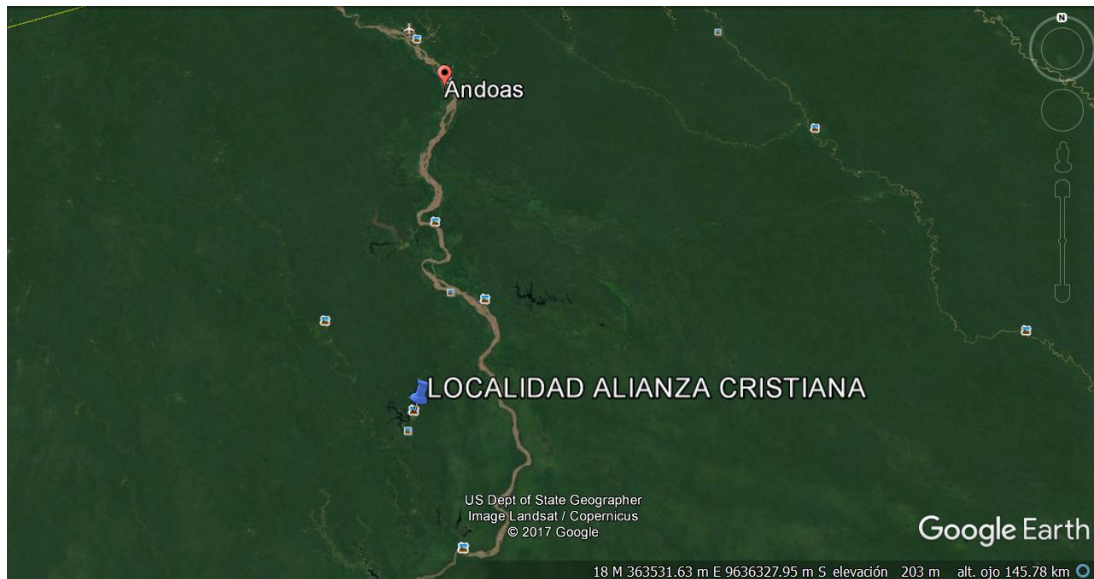 N
Andoas
LOCALIDAD ALIANZA CRISTIANA
US Dept of State Geographer
Image Landsat / Copernicus
© 2017 Google
Google Earth
18 M 363531.63 m E 9636327.95 m S elevación 203 m alt. ojo 145.78 km